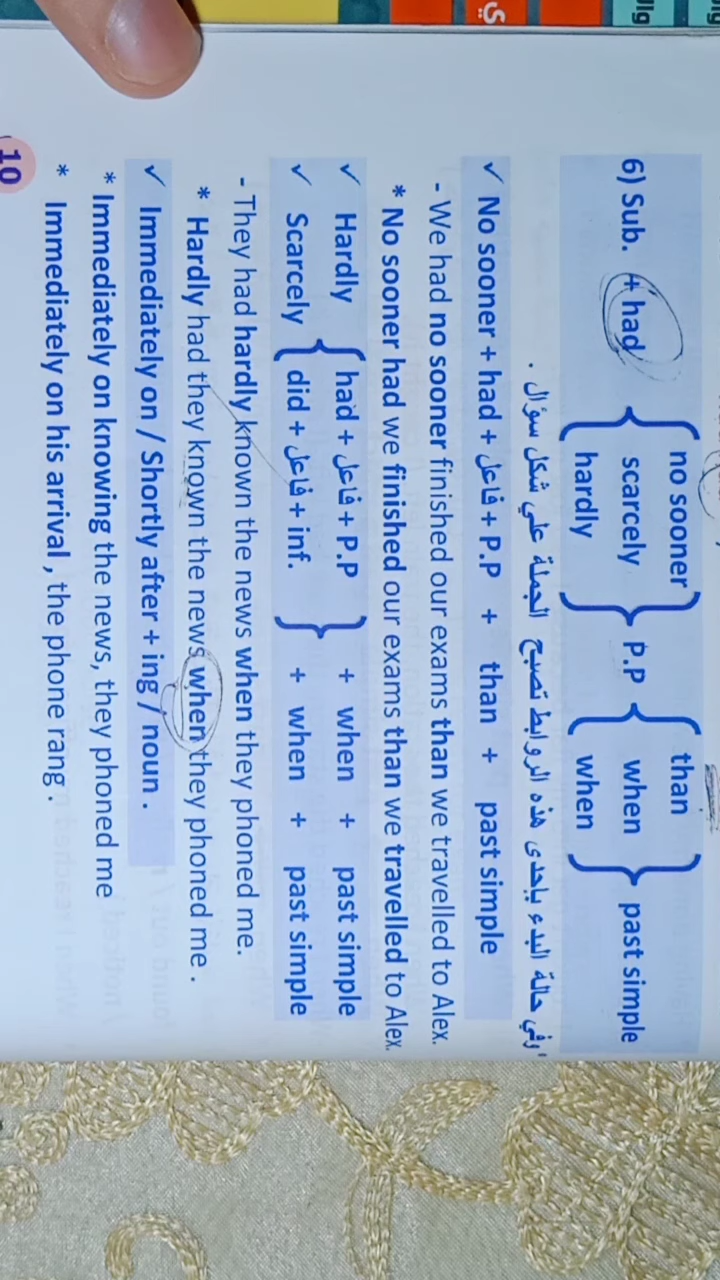 6) Sub. + had { no sooner } P.P { than } past simple
scarcely when
hardly when
وفي حالة البدء بإحدى هذه الروابط تصبح الجملة علي شكل سؤال .
✓ No sooner + had + فاعل + P.P + than + past simple
- We had no sooner finished our exams than we travelled to Alex.
* No sooner had we finished our exams than we travelled to Alex.
✓ Hardly { had + فاعل + P.P } + when + past simple
✓ Scarcely { did + فاعل + inf. } + when + past simple
- They had hardly known the news when they phoned me.
* Hardly had they known the news when they phoned me .
✓ Immediately on / Shortly after + ing / noun .
* Immediately on knowing the news, they phoned me
* Immediately on his arrival , the phone rang .
10